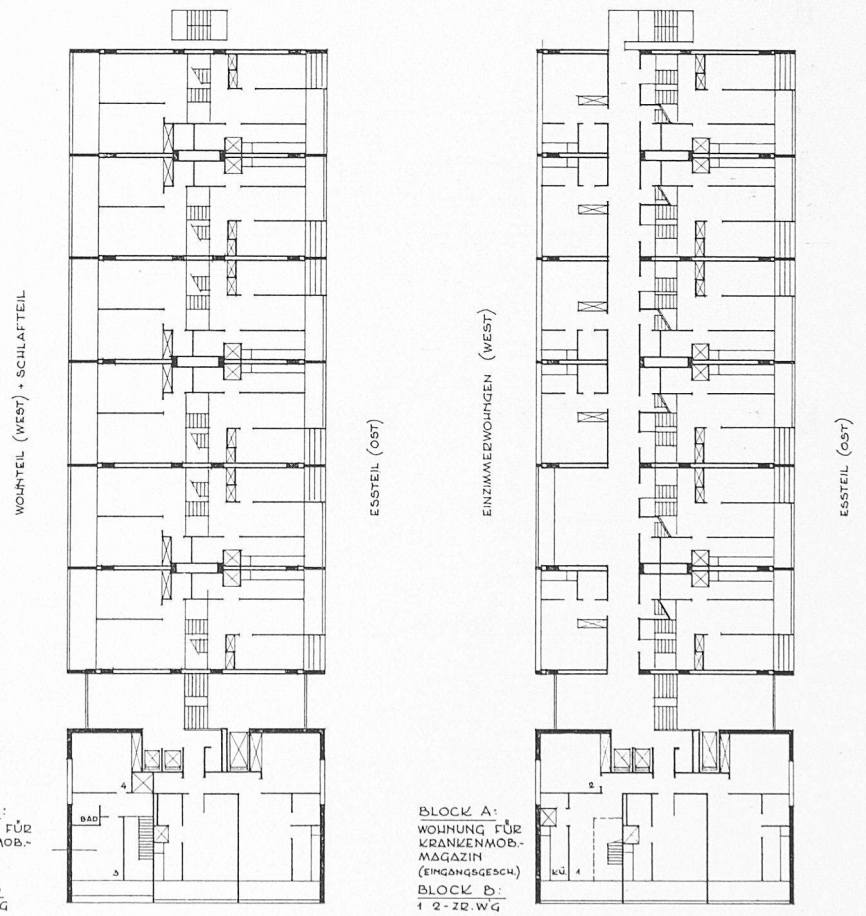 WOHNTEIL (WEST) + SCHLAFTEIL
ESSTEIL (OST)
EINZIMMERWOHNGEN (WEST)
ESSTEIL (OST)
4
BAD
3
FÜR
MOB.-
G
2
KÜ.
1
BLOCK A:
WOHNUNG FÜR
KRANKENMOB.-
MAGAZIN
(EINGANGSGESCH.)
BLOCK B:
1 2-ZR.W'G